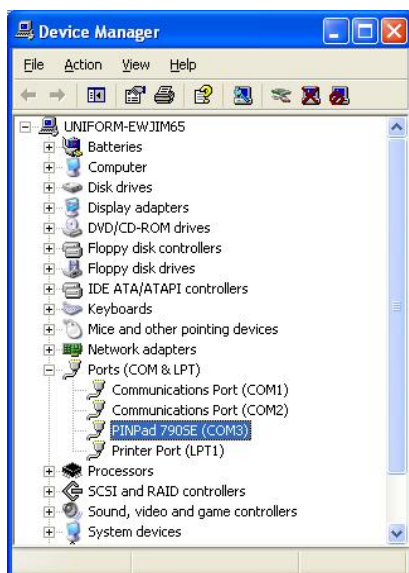 Device Manager
File Action View Help
UNIFORM-EWJIM65
Batteries
Computer
Disk drives
Display adapters
DVD/CD-ROM drives
Floppy disk controllers
Floppy disk drives
IDE ATA/ATAPI controllers
Keyboards
Mice and other pointing devices
Network adapters
Ports (COM & LPT)
Communications Port (COM1)
Communications Port (COM2)
PINPad 790SE (COM3)
Printer Port (LPT1)
Processors
SCSI and RAID controllers
Sound, video and game controllers
System devices